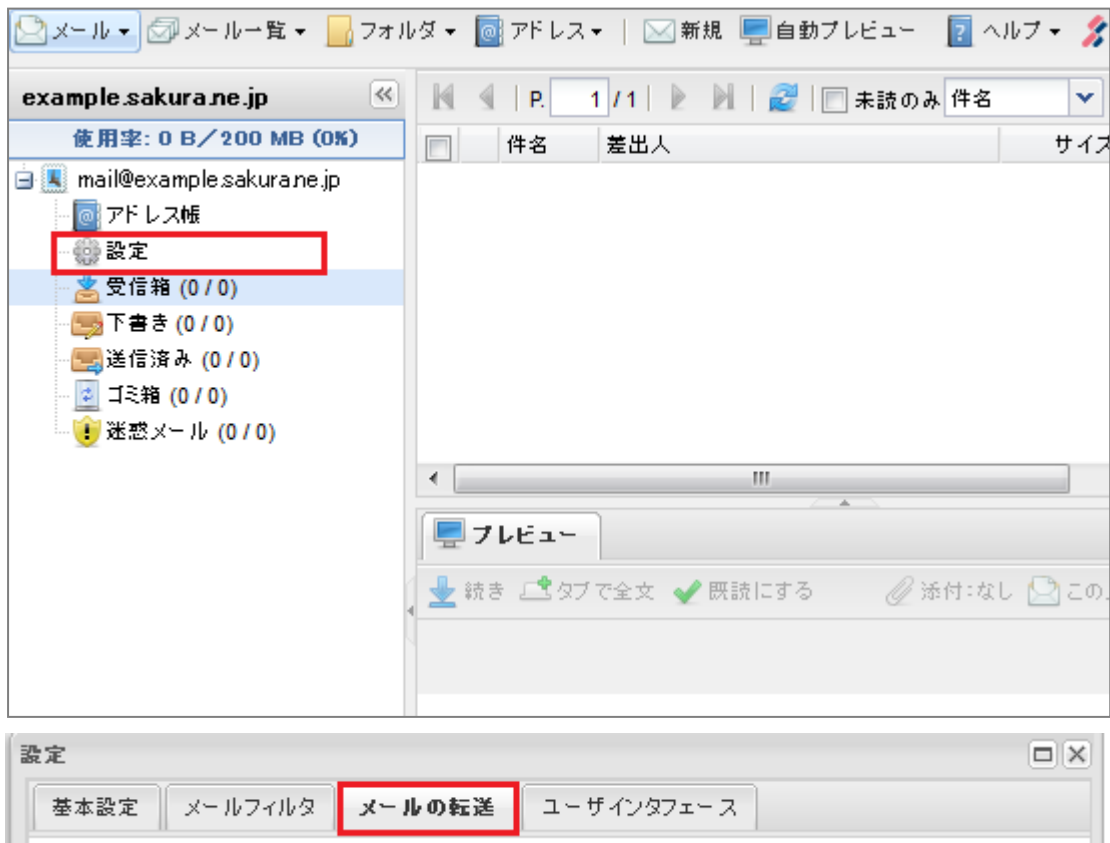 メール メール一覧 フォルダ アドレス 新規 自動プレビュー ヘルプ
example.sakura.ne.jp
P. 1 / 1 未読のみ 件名
使用率: 0 B／200 MB (0%)
件名 差出人 サイズ
mail@example.sakura.ne.jp
アドレス帳
設定
受信箱 (0 / 0)
下書き (0 / 0)
送信済み (0 / 0)
ゴミ箱 (0 / 0)
迷惑メール (0 / 0)
プレビュー
続き タブで全文 既読にする 添付:なし この
設定
基本設定 メールフィルタ メールの転送 ユーザインタフェース